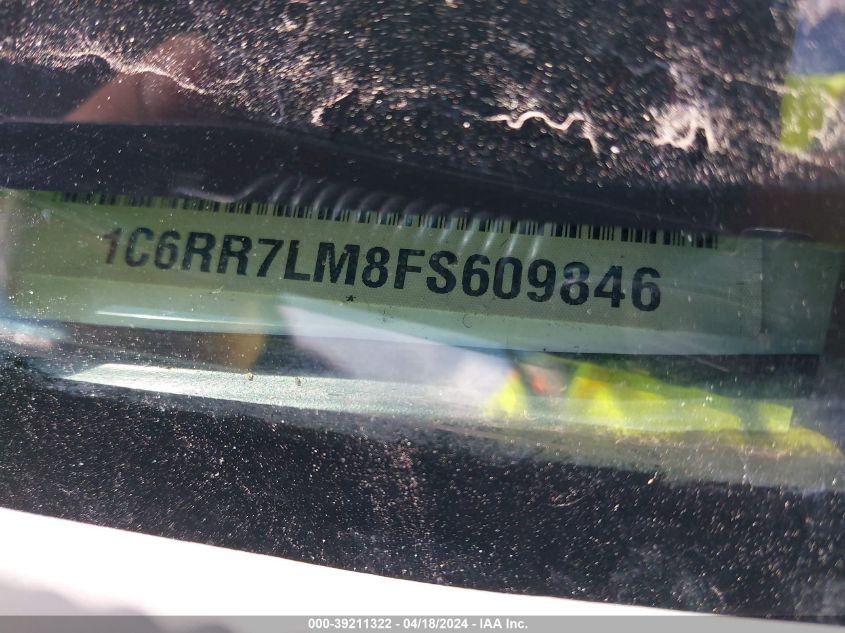 1C6RR7LM8FS609846
000-39211322 / 04/18/2024 - IAA Inc.